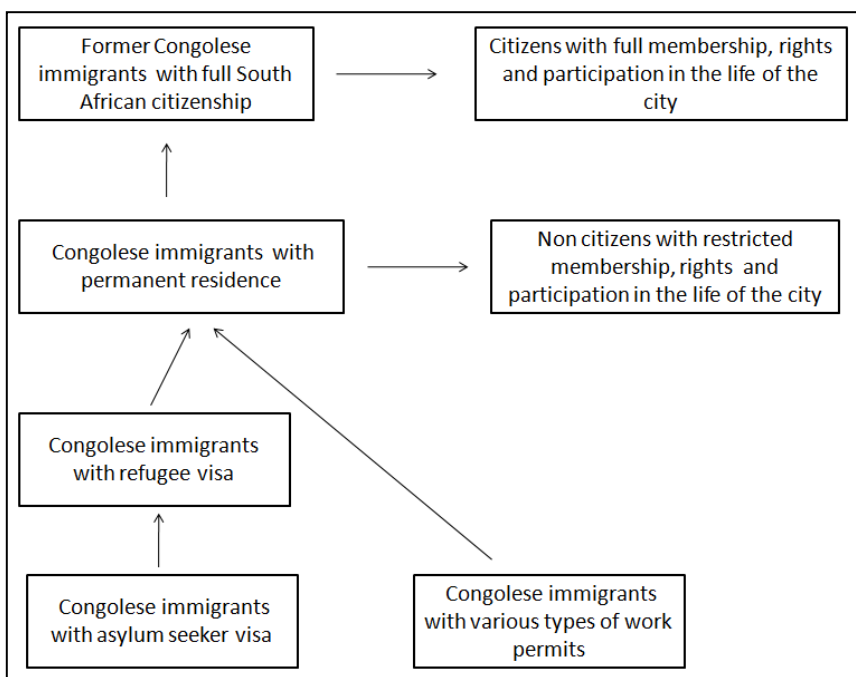 Former Congolese
immigrants with full South
African citizenship
Citizens with full membership, rights
and participation in the life of the
city
Congolese immigrants with
permanent residence
Non citizens with restricted
membership, rights and
participation in the life of the city
Congolese immigrants
with refugee visa
Congolese immigrants
with asylum seeker visa
Congolese immigrants
with various types of work
permits